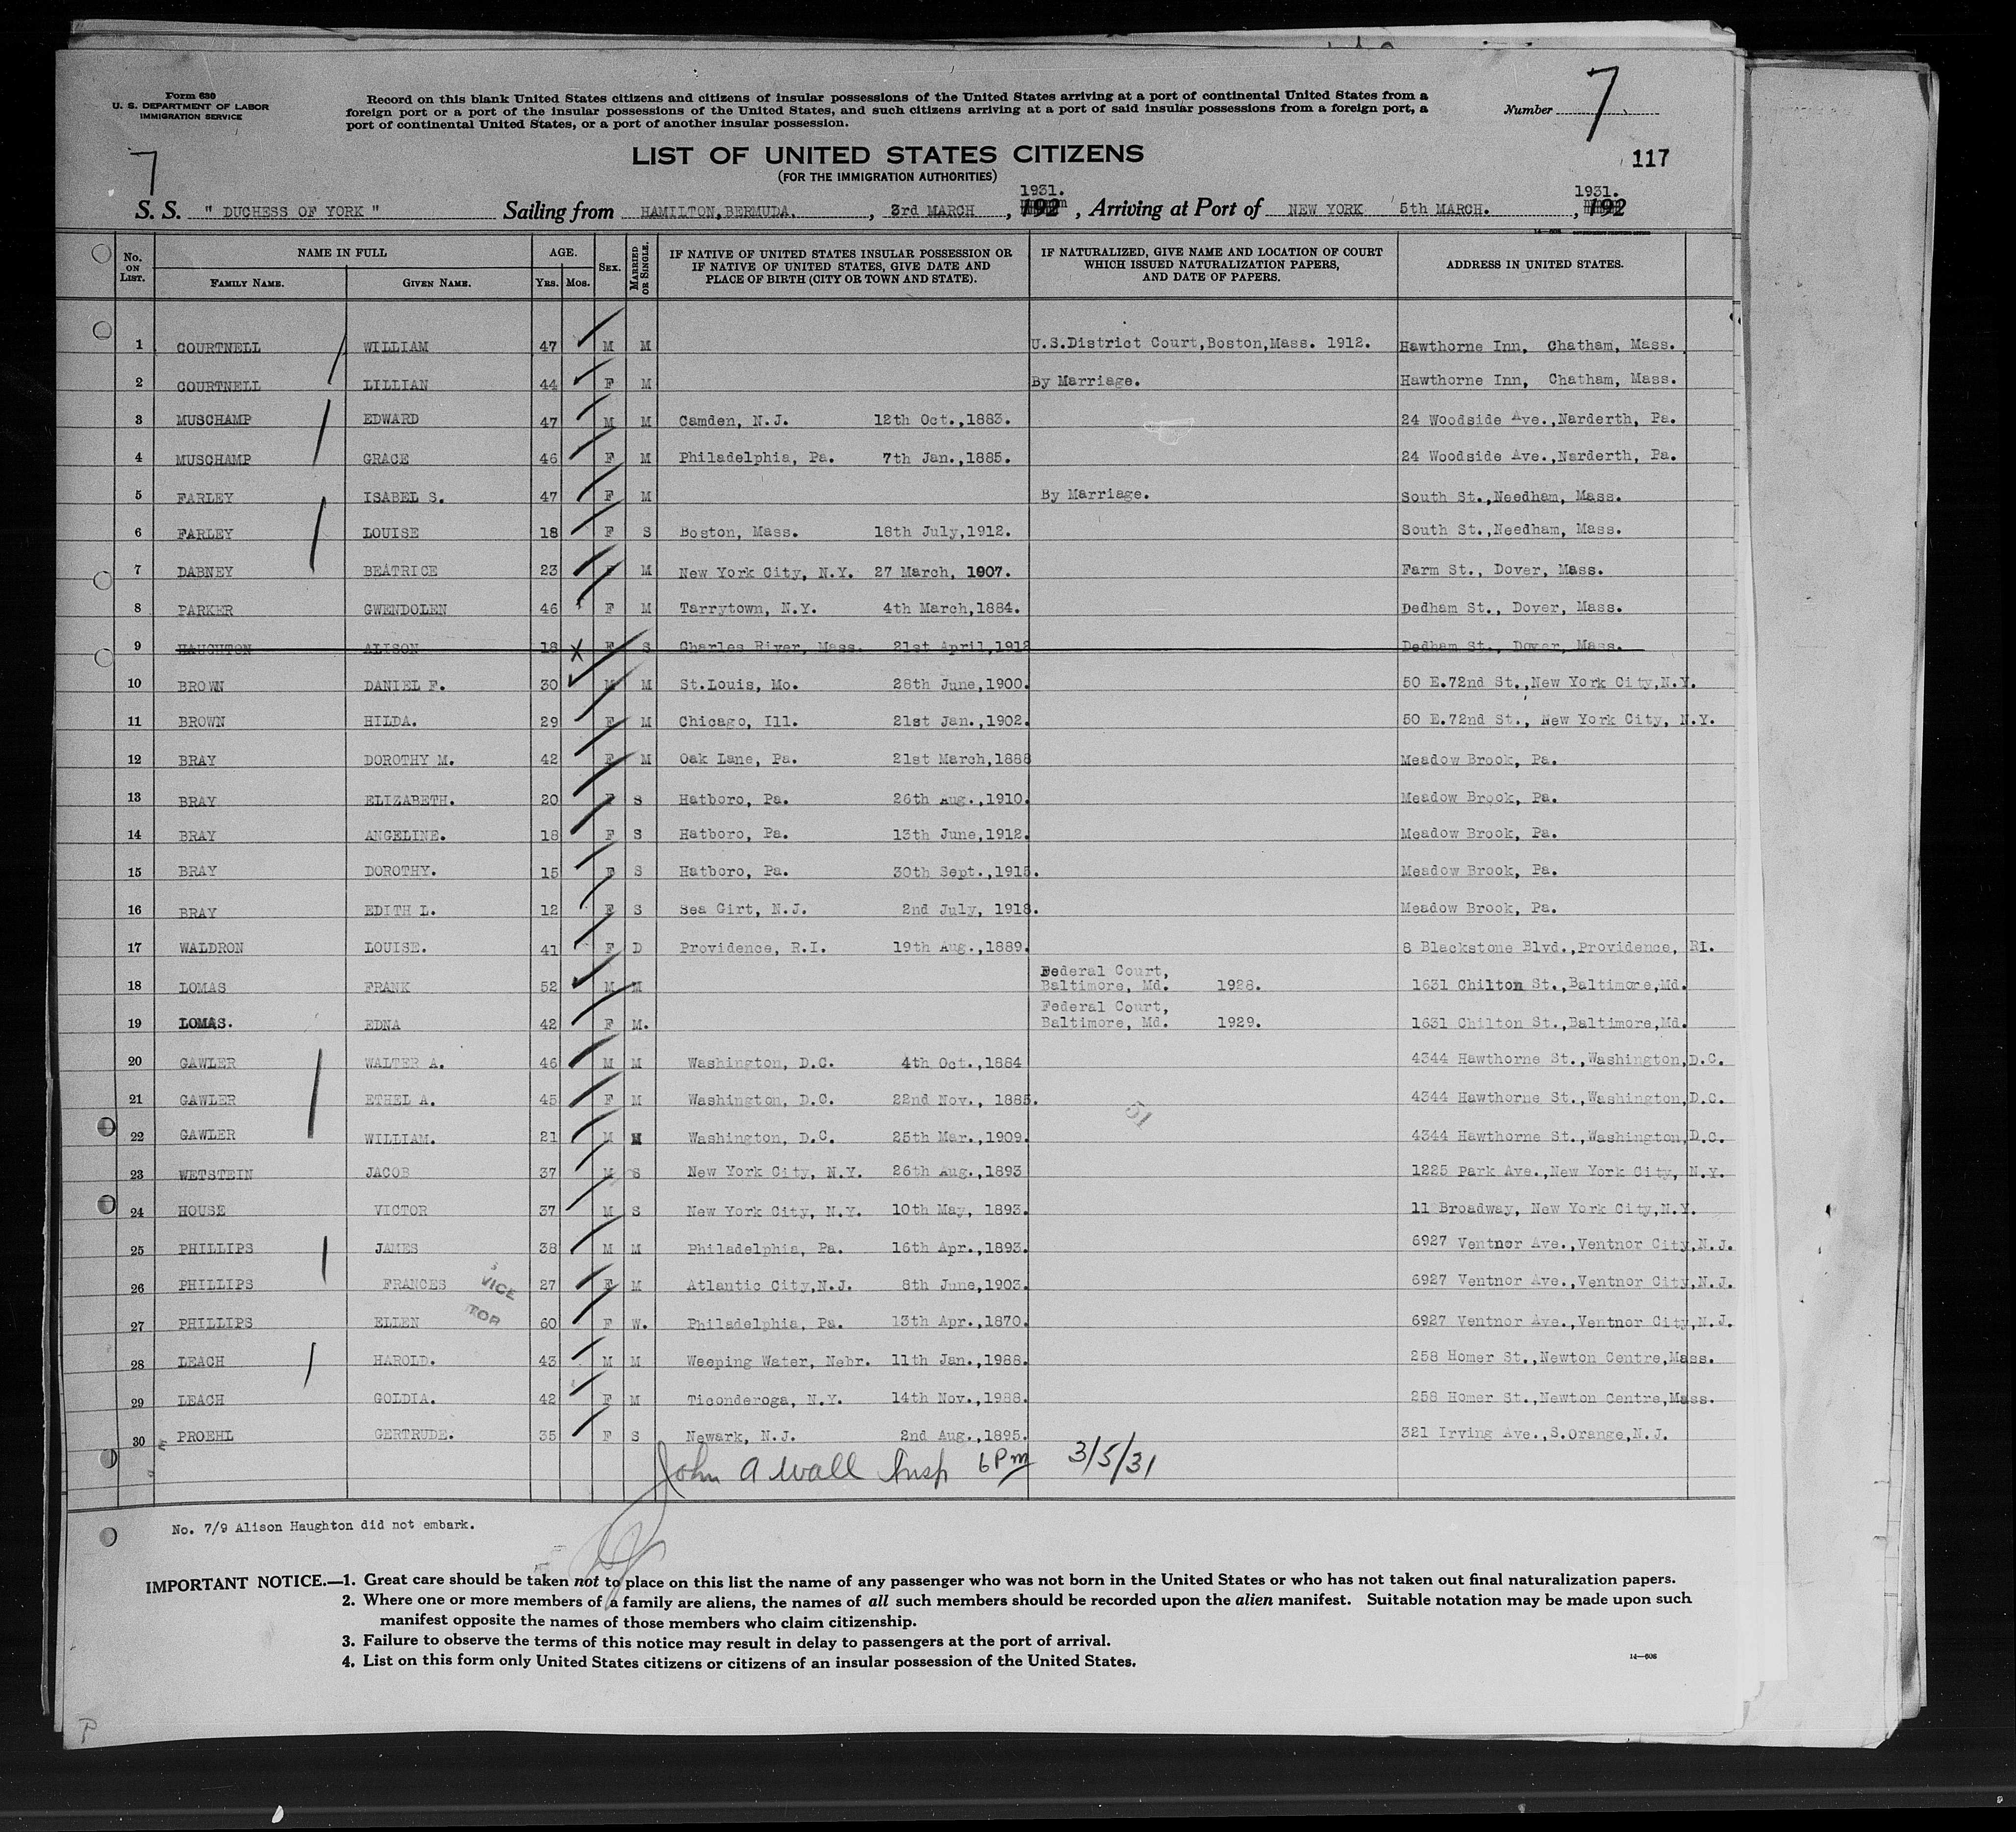 Form 630
U. S. DEPARTMENT OF LABOR
IMMIGRATION SERVICE
Record on this blank United States citizens and citizens of insular possessions of the United States arriving at a port of continental United States from a
foreign port or a port of the insular possessions of the United States, and such citizens arriving at a port of said insular possessions from a foreign port, a
port of continental United States, or a port of another insular possession.
Number 7
7
LIST OF UNITED STATES CITIZENS
(FOR THE IMMIGRATION AUTHORITIES)
117
S. S. " DUCHESS OF YORK " Sailing from HAMILTON,BERMUDA. , 3rd MARCH , 1931. 192 , Arriving at Port of NEW YORK 5th MARCH. , 1931. 192
No. ON LIST. NAME IN FULL FAMILY NAME. GIVEN NAME. AGE. YRS. MOS. SEX. MARRIED OR SINGLE. IF NATIVE OF UNITED STATES INSULAR POSSESSION OR IF NATIVE OF UNITED STATES, GIVE DATE AND PLACE OF BIRTH (CITY OR TOWN AND STATE). IF NATURALIZED, GIVE NAME AND LOCATION OF COURT WHICH ISSUED NATURALIZATION PAPERS, AND DATE OF PAPERS. ADDRESS IN UNITED STATES.
1 COURTNELL WILLIAM 47 M M U.S.District Court,Boston,Mass. 1912. Hawthorne Inn, Chatham, Mass.
2 COURTNELL LILLIAN 44 F M By Marriage. Hawthorne Inn, Chatham, Mass.
3 MUSCHAMP EDWARD 47 M M Camden, N.J. 12th Oct.,1883. 24 Woodside Ave.,Narderth, Pa.
4 MUSCHAMP GRACE 46 F M Philadelphia, Pa. 7th Jan.,1885. 24 Woodside Ave.,Narderth, Pa.
5 FARLEY ISABEL S. 47 F M By Marriage. South St.,Needham, Mass.
6 FARLEY LOUISE 18 F S Boston, Mass. 18th July,1912. South St.,Needham, Mass.
7 DABNEY BEATRICE 23 F M New York City, N.Y. 27 March, 1907. Farm St., Dover, Mass.
8 PARKER GWENDOLEN 46 F M Tarrytown, N.Y. 4th March,1884. Dedham St., Dover, Mass.
9 HAUGHTON ALISON 18 X F S Charles River, Mass. 21st April,1912 Dedham St., Dover, Mass.
10 BROWN DANIEL F. 30 M M St.Louis, Mo. 28th June,1900. 50 E.72nd St.,New York City,N.Y.
11 BROWN HILDA. 29 F M Chicago, Ill. 21st Jan.,1902. 50 E.72nd St., New York City, N.Y.
12 BRAY DOROTHY M. 42 F M Oak Lane, Pa. 21st March,1888 Meadow Brook, Pa.
13 BRAY ELIZABETH. 20 F S Hatboro, Pa. 26th Aug.,1910. Meadow Brook, Pa.
14 BRAY ANGELINE. 18 F S Hatboro, Pa. 13th June,1912. Meadow Brook, Pa.
15 BRAY DOROTHY. 15 F S Hatboro, Pa. 30th Sept.,1915. Meadow Brook, Pa.
16 BRAY EDITH L. 12 F S Sea Girt, N.J. 2nd July, 1918. Meadow Brook, Pa.
17 WALDRON LOUISE. 41 F D Providence, R.I. 19th Aug.,1889. 8 Blackstone Blvd.,Providence, RI.
18 LOMAS FRANK 52 M M Federal Court, Baltimore, Md. 1928. 1631 Chilton St.,Baltimore,Md.
19 LOMAS. EDNA 42 F M. Federal Court, Baltimore, Md. 1929. 1631 Chilton St.,Baltimore,Md.
20 GAWLER WALTER A. 46 M M Washington, D.C. 4th Oct.,1884 4344 Hawthorne St.,Washington,D.C.
21 GAWLER ETHEL A. 45 F M Washington, D.C. 22nd Nov., 1885. 4344 Hawthorne St.,Washington,D.C.
22 GAWLER WILLIAM. 21 M M Washington, D.C. 25th Mar.,1909. 4344 Hawthorne St.,Washington,D.C.
23 WETSTEIN JACOB 37 M S New York City, N.Y. 26th Aug.,1893 1225 Park Ave.,New York City, N.Y.
24 HOUSE VICTOR 37 M S New York City, N.Y. 10th May, 1893. 11 Broadway, New York City,N.Y.
25 PHILLIPS JAMES 38 M M Philadelphia, Pa. 16th Apr.,1893. 6927 Ventnor Ave.,Ventnor City,N.J.
26 PHILLIPS FRANCES 27 F M Atlantic City,N.J. 8th June,1903. 6927 Ventnor Ave.,Ventnor City,N.J.
27 PHILLIPS ELLEN 60 F W. Philadelphia, Pa. 13th Apr.,1870. 6927 Ventnor Ave.,Ventnor City,N.J.
28 LEACH HAROLD. 43 M M Weeping Water, Nebr. 11th Jan.,1988. 258 Homer St.,Newton Centre,Mass.
29 LEACH GOLDIA. 42 F M Ticonderoga, N.Y. 14th Nov.,1988. 258 Homer St.,Newton Centre,Mass.
30 PROEHL GERTRUDE. 35 F S Newark, N.J. 2nd Aug.,1895. 321 Irving Ave.,S.Orange,N.J.
51
VICE
TOR
John A Wall Insp 6 Pm 3/5/31
No. 7/9 Alison Haughton did not embark.
IMPORTANT NOTICE.—1. Great care should be taken not to place on this list the name of any passenger who was not born in the United States or who has not taken out final naturalization papers.
2. Where one or more members of a family are aliens, the names of all such members should be recorded upon the alien manifest. Suitable notation may be made upon such
manifest opposite the names of those members who claim citizenship.
3. Failure to observe the terms of this notice may result in delay to passengers at the port of arrival.
4. List on this form only United States citizens or citizens of an insular possession of the United States.
14—608
P